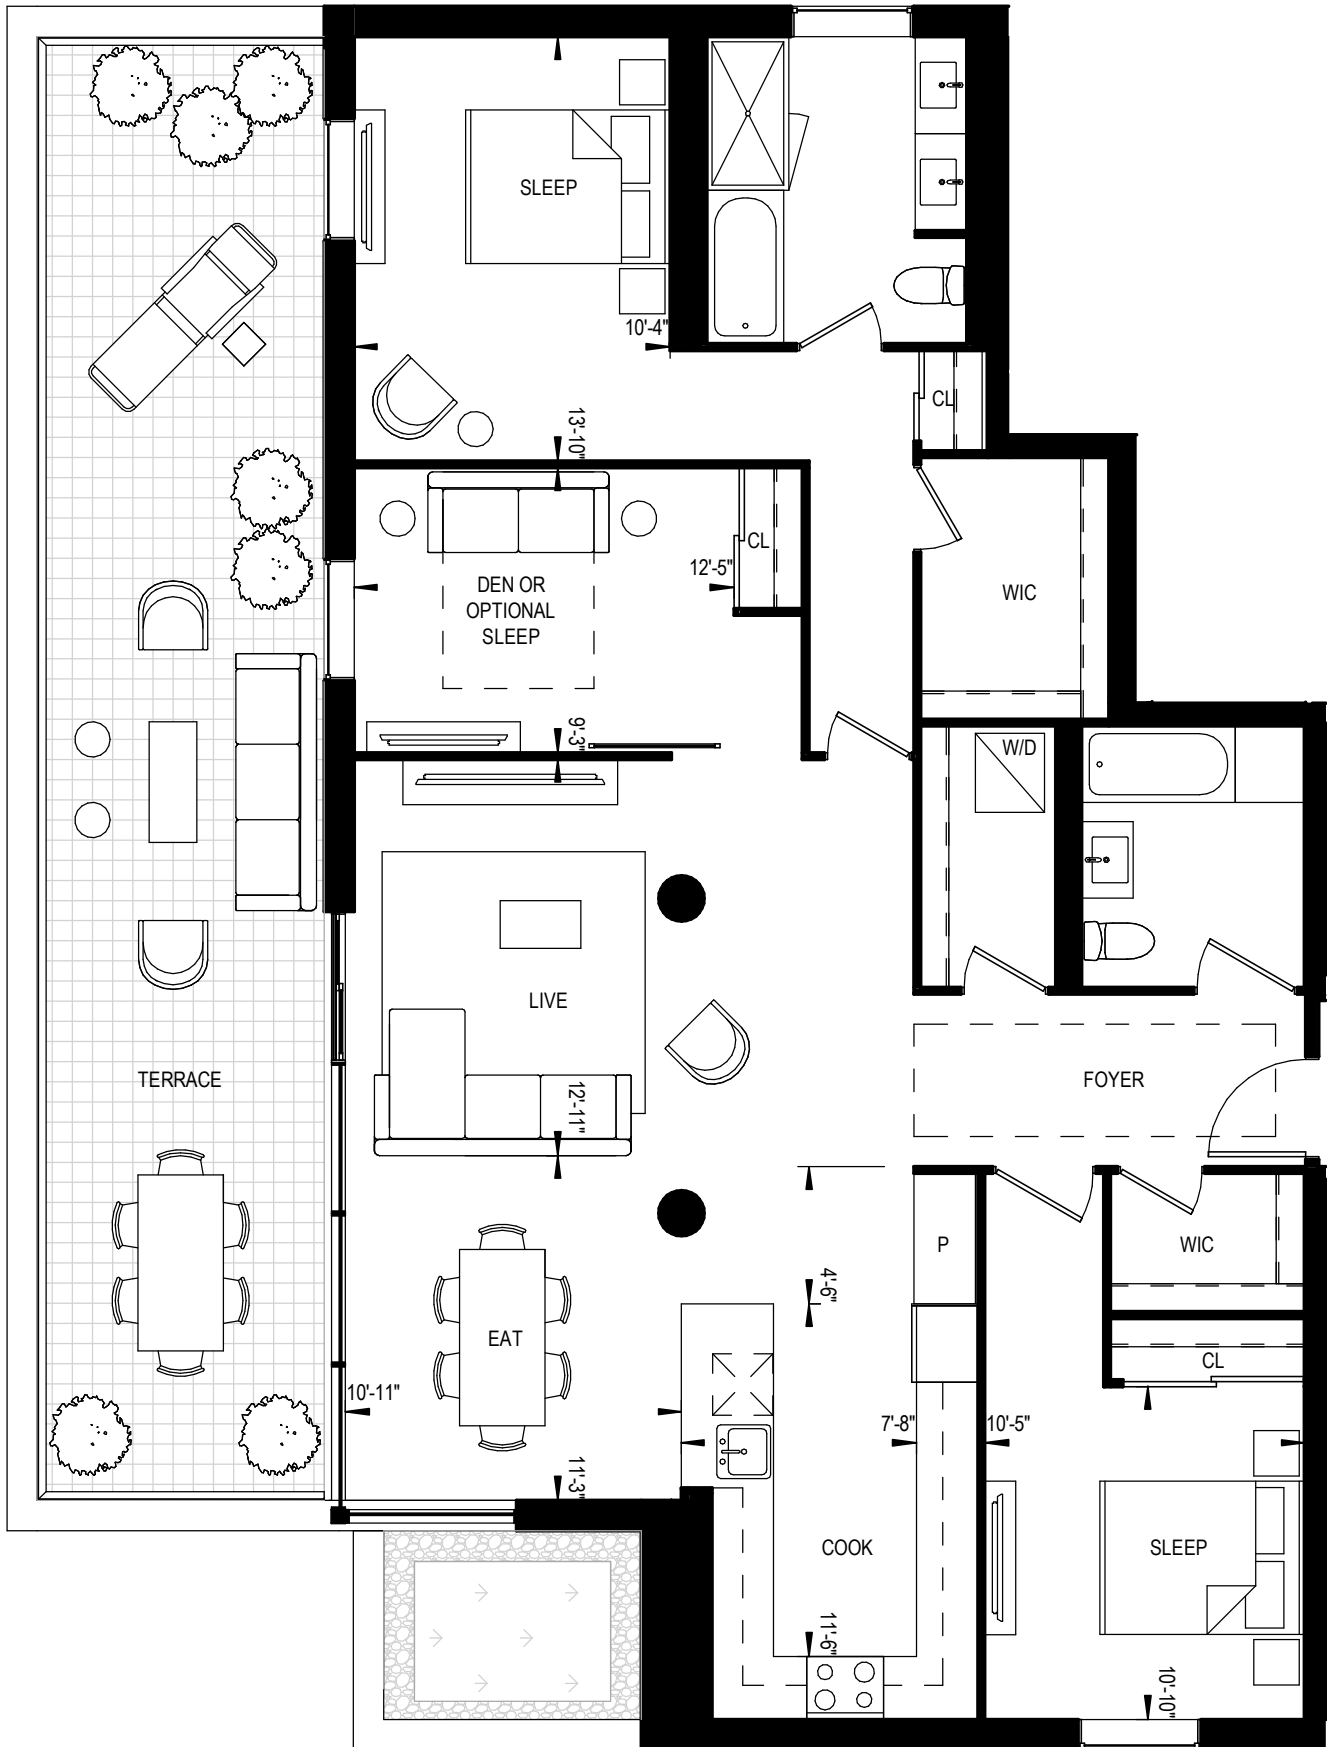 SLEEP
10'-4"
13'-10"
CL
CL
12'-5"
DEN OR
OPTIONAL
SLEEP
WIC
9'-3"
W/D
LIVE
12'-11"
TERRACE
FOYER
P
WIC
4'-6"
EAT
CL
10'-11"
7'-8"
10'-5"
11'-3"
COOK
SLEEP
11'-6"
10'-10"